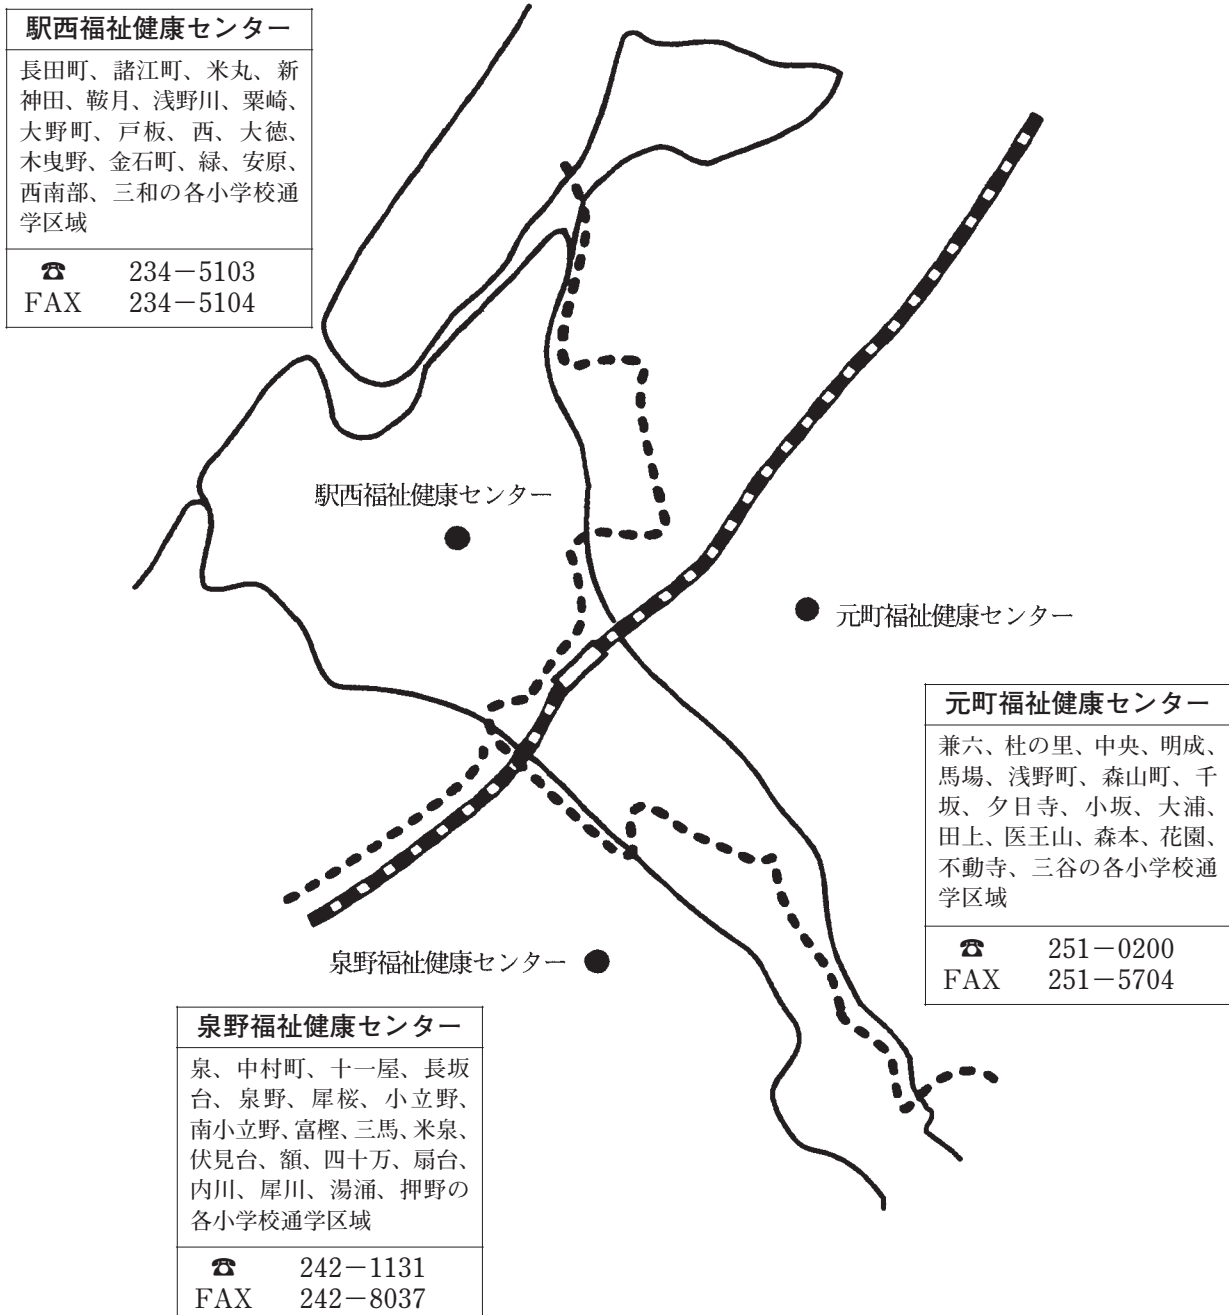 駅西福祉健康センター
長田町、諸江町、米丸、新
神田、鞍月、浅野川、粟崎、
大野町、戸板、西、大徳、
木曳野、金石町、緑、安原、
西南部、三和の各小学校通
学区域
☎ 234－5103
FAX 234－5104
駅西福祉健康センター
元町福祉健康センター
元町福祉健康センター
兼六、杜の里、中央、明成、
馬場、浅野町、森山町、千
坂、夕日寺、小坂、大浦、
田上、医王山、森本、花園、
不動寺、三谷の各小学校通
学区域
☎ 251－0200
FAX 251－5704
泉野福祉健康センター
泉野福祉健康センター
泉、中村町、十一屋、長坂
台、泉野、犀桜、小立野、
南小立野、富樫、三馬、米泉、
伏見台、額、四十万、扇台、
内川、犀川、湯涌、押野の
各小学校通学区域
☎ 242－1131
FAX 242－8037